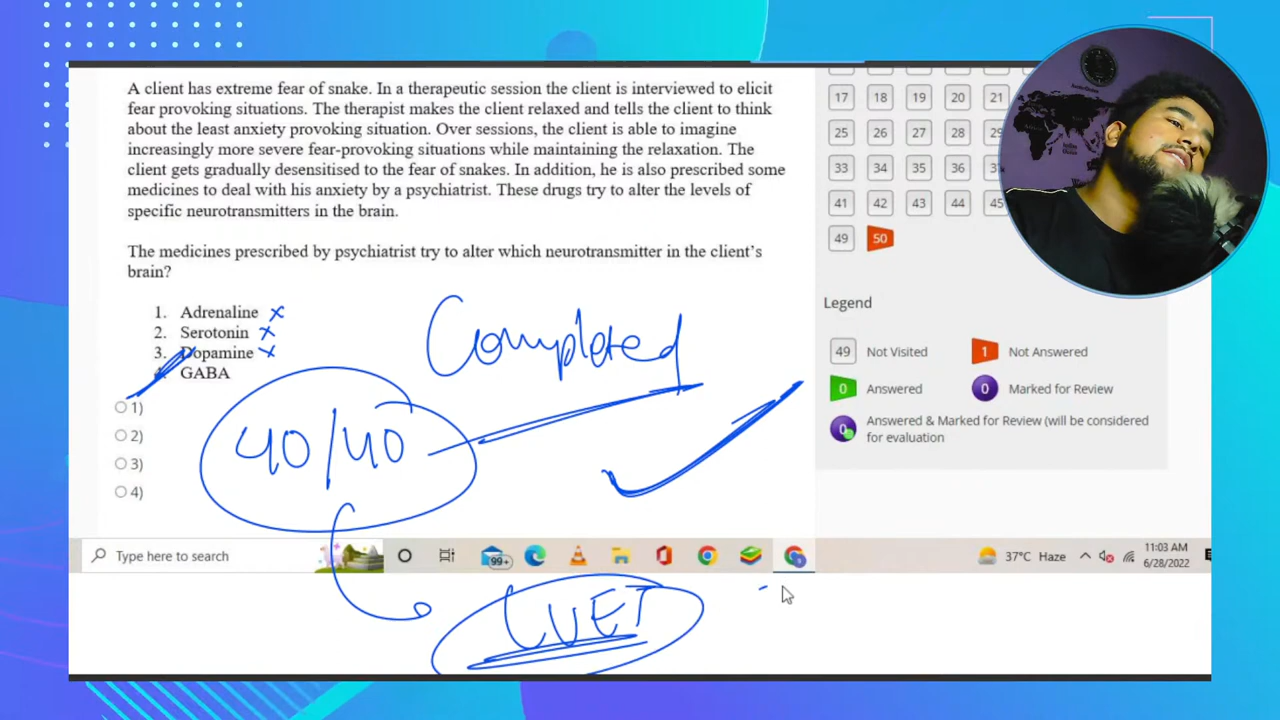 A client has extreme fear of snake. In a therapeutic session the client is interviewed to elicit
fear provoking situations. The therapist makes the client relaxed and tells the client to think
about the least anxiety provoking situation. Over sessions, the client is able to imagine
increasingly more severe fear-provoking situations while maintaining the relaxation. The
client gets gradually desensitised to the fear of snakes. In addition, he is also prescribed some
medicines to deal with his anxiety by a psychiatrist. These drugs try to alter the levels of
specific neurotransmitters in the brain.
The medicines prescribed by psychiatrist try to alter which neurotransmitter in the client's
brain?
1. Adrenaline x
2. Serotonin x
3. Dopamine x
GABA
1)
2)
3)
4)
Completed
40/40
CUET
17 18 19 20 21
25 26 27 28 29
33 34 35 36
41 42 43 44 45
49 50
Legend
49 Not Visited
1 Not Answered
0 Answered
0 Marked for Review
0 Answered & Marked for Review (will be considered
for evaluation
Type here to search
99+
37°C Haze
11:03 AM
6/28/2022